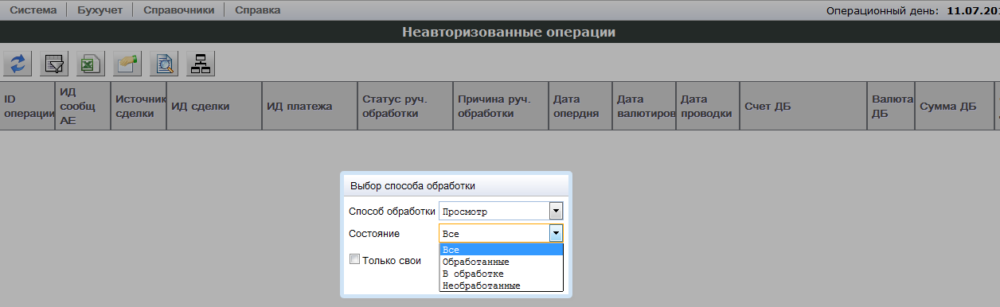 Система Бухучет Справочники Справка Операционный день: 11.07.20
Неавторизованные операции
ID операции
ИД сообщ AE
Источник сделки
ИД сделки
ИД платежа
Статус руч. обработки
Причина руч. обработки
Дата опердня
Дата валютиров
Дата проводки
Счет ДБ
Валюта ДБ
Сумма ДБ
Выбор способа обработки
Способ обработки Просмотр
Состояние Все
Все
Обработанные
Только свои
В обработке
Необработанные